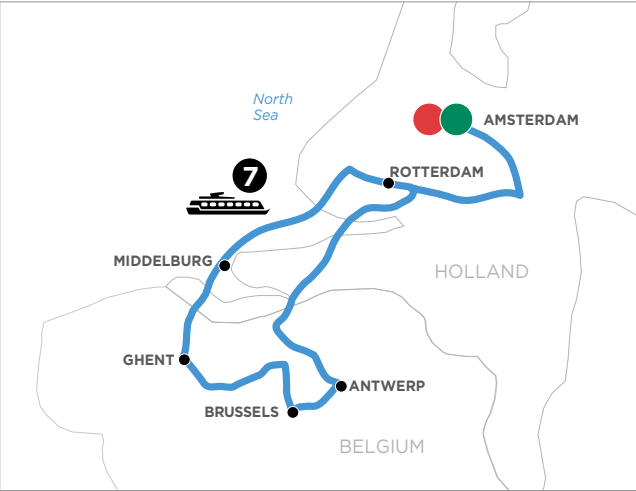 North
Sea
AMSTERDAM
7
ROTTERDAM
MIDDELBURG
HOLLAND
GHENT
ANTWERP
BRUSSELS
BELGIUM